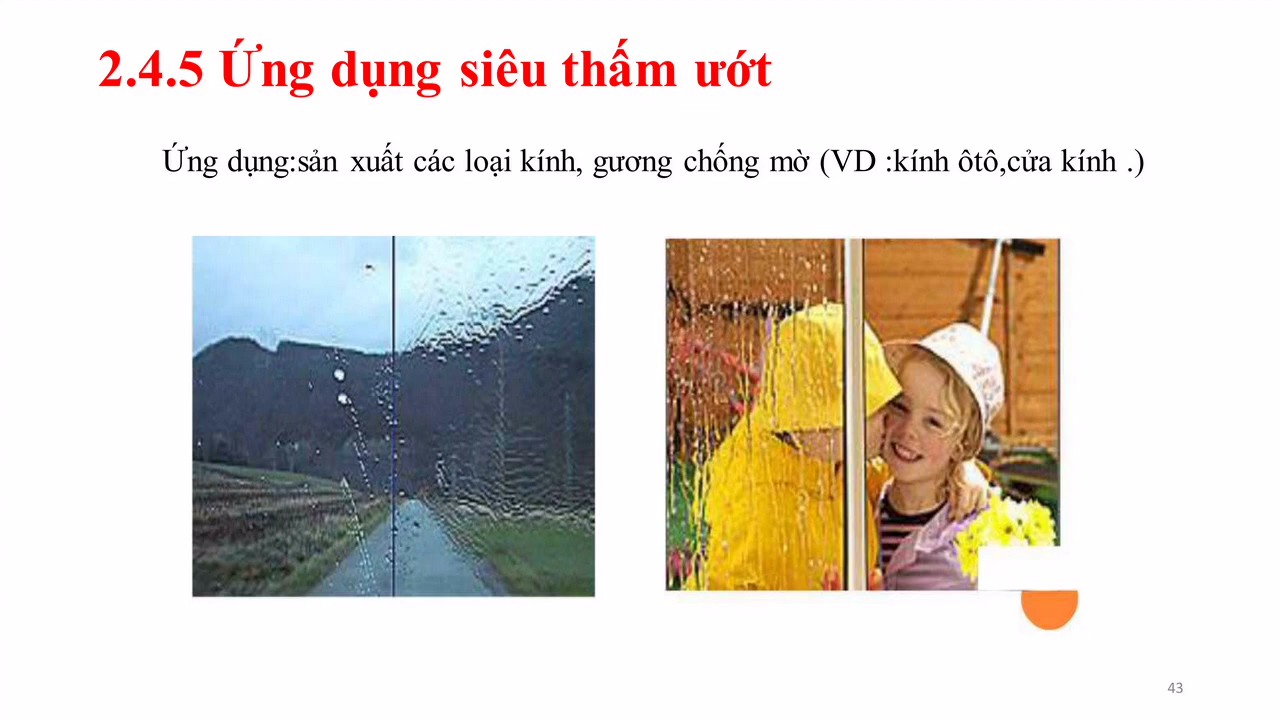 2.4.5 Ứng dụng siêu thấm ướt
Ứng dụng:sản xuất các loại kính, gương chống mờ (VD :kính ôtô,cửa kính .)
43